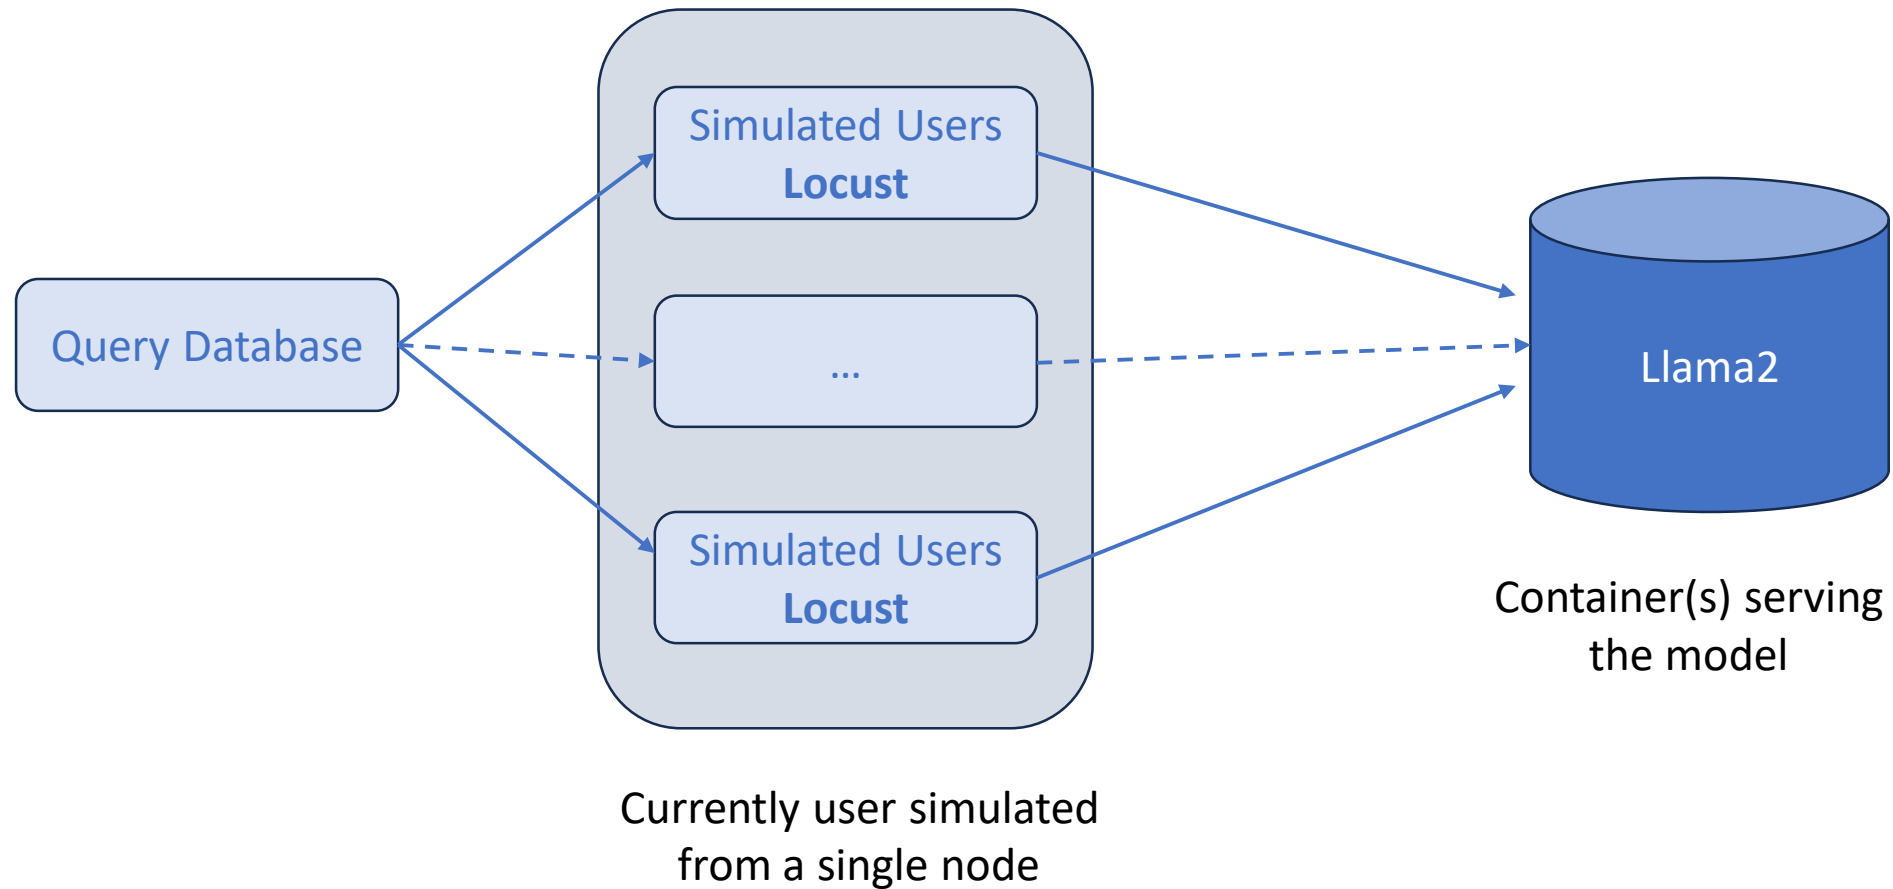 Query Database
Simulated Users
Locust
...
Simulated Users
Locust
Currently user simulated
from a single node
Llama2
Container(s) serving
the model